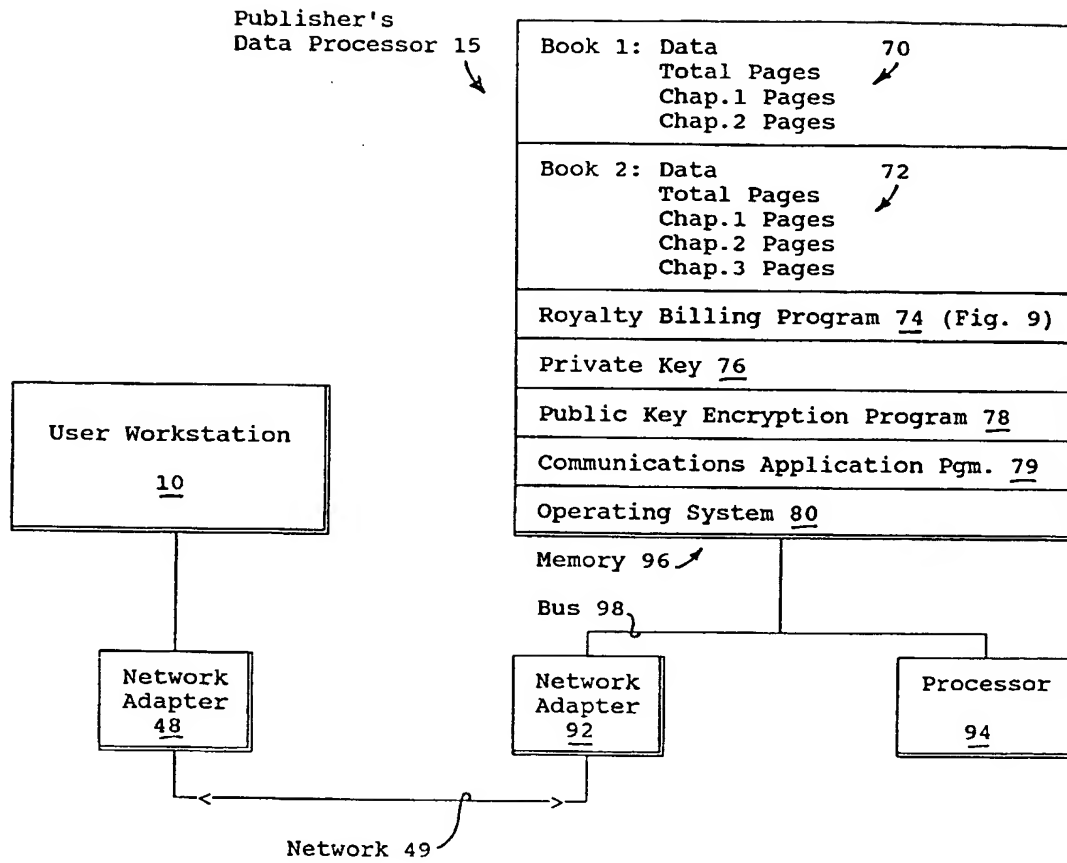 Publisher's
Data Processor 15
Book 1: Data 70
Total Pages
Chap.1 Pages
Chap.2 Pages
Book 2: Data 72
Total Pages
Chap.1 Pages
Chap.2 Pages
Chap.3 Pages
Royalty Billing Program 74 (Fig. 9)
Private Key 76
Public Key Encryption Program 78
Communications Application Pgm. 79
Operating System 80
User Workstation
10
Memory 96
Bus 98
Network
Adapter
48
Network
Adapter
92
Processor
94
Network 49